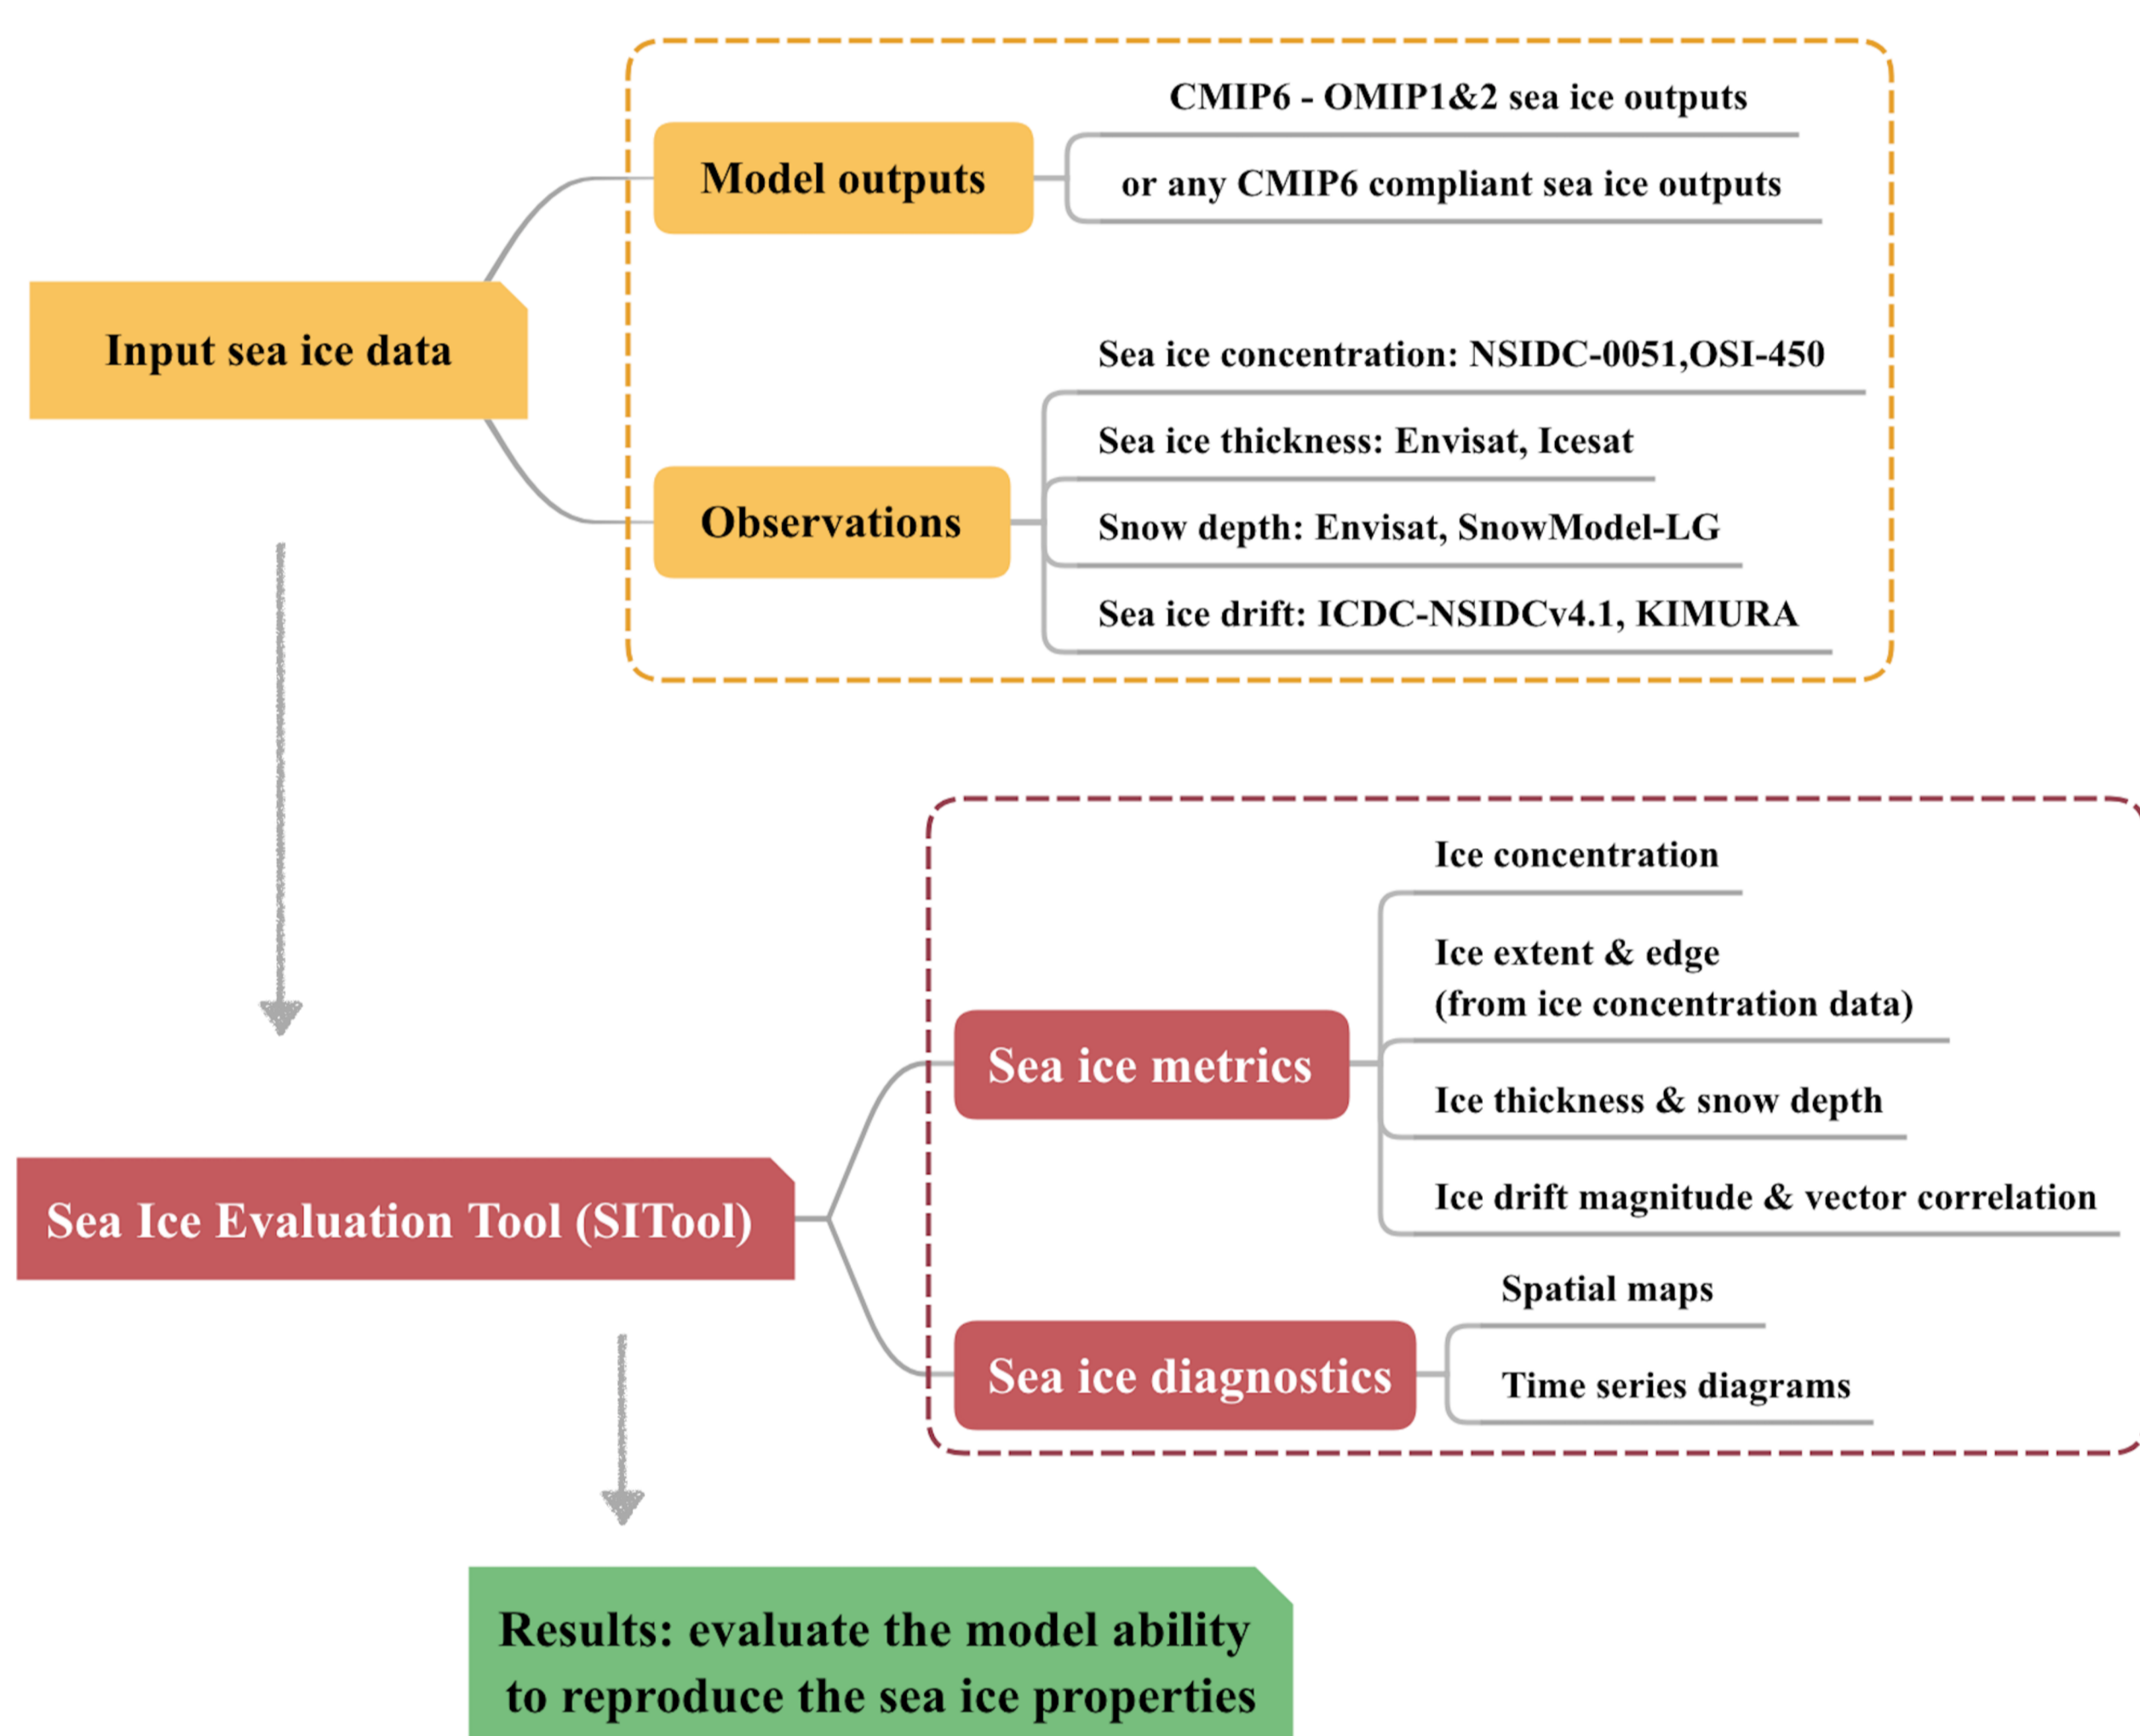 Input sea ice data
Model outputs
CMIP6 - OMIP1&2 sea ice outputs
or any CMIP6 compliant sea ice outputs
Observations
Sea ice concentration: NSIDC-0051,OSI-450
Sea ice thickness: Envisat, Icesat
Snow depth: Envisat, SnowModel-LG
Sea ice drift: ICDC-NSIDCv4.1, KIMURA
Sea Ice Evaluation Tool (SITool)
Sea ice metrics
Ice concentration
Ice extent & edge
(from ice concentration data)
Ice thickness & snow depth
Ice drift magnitude & vector correlation
Sea ice diagnostics
Spatial maps
Time series diagrams
Results: evaluate the model ability
to reproduce the sea ice properties